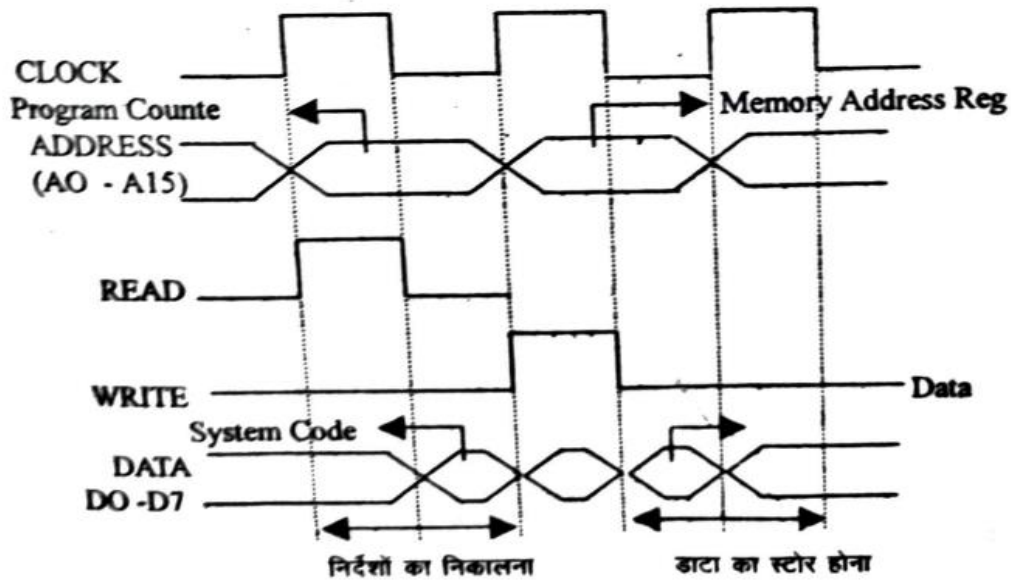 CLOCK
Program Counte
Memory Address Reg
ADDRESS
(AO - A15)
READ
WRITE
Data
System Code
DATA
DO -D7
निर्देशों का निकालना
डाटा का स्टोर होना